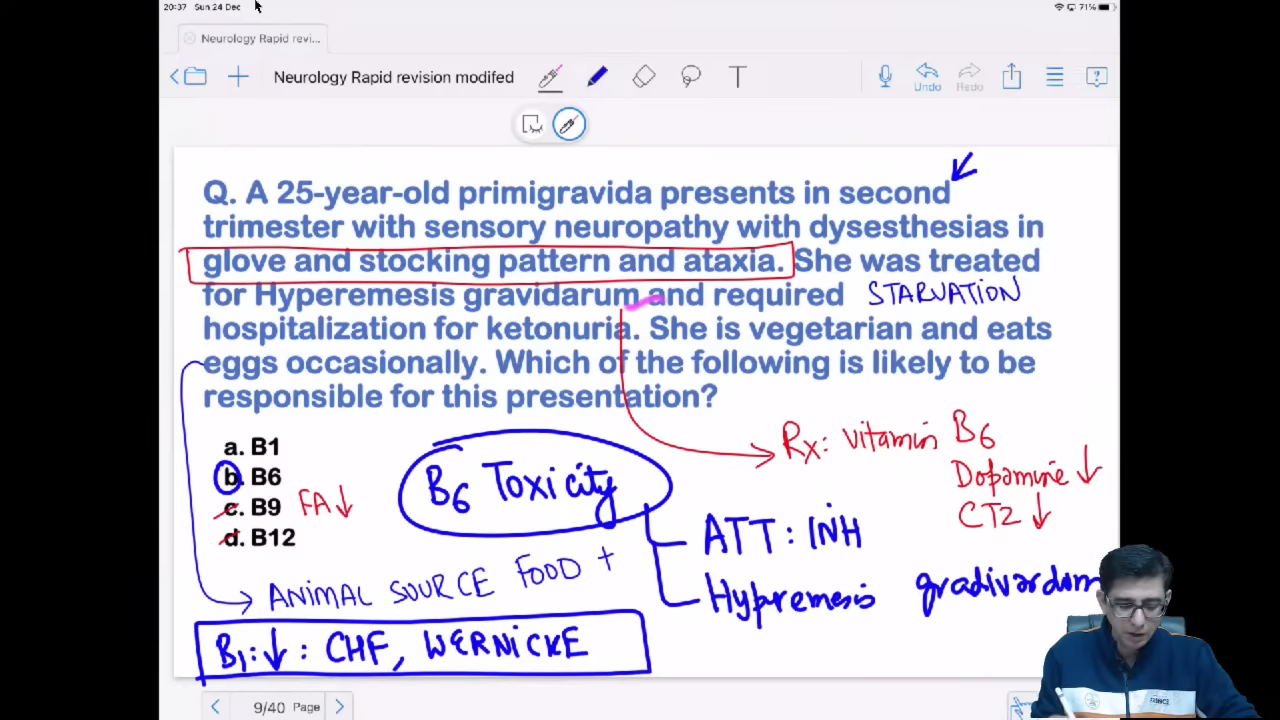 20:37 Sun 24 Dec
71%
Neurology Rapid revi...
Neurology Rapid revision modifed
T
Undo
Redo
Q. A 25-year-old primigravida presents in second
trimester with sensory neuropathy with dysesthesias in
glove and stocking pattern and ataxia. She was treated
for Hyperemesis gravidarum and required
STARVATION
hospitalization for ketonuria. She is vegetarian and eats
eggs occasionally. Which of the following is likely to be
responsible for this presentation?
a. B1
b. B6
c. B9 FA↓
d. B12
B6 Toxicity
Rx: vitamin B6
Dopamine ↓
CTZ ↓
ATT: INH
Hypremesis gradivardum
ANIMAL SOURCE FOOD +
B1: ↓ : CHF, WERNICKE
9/40 Page